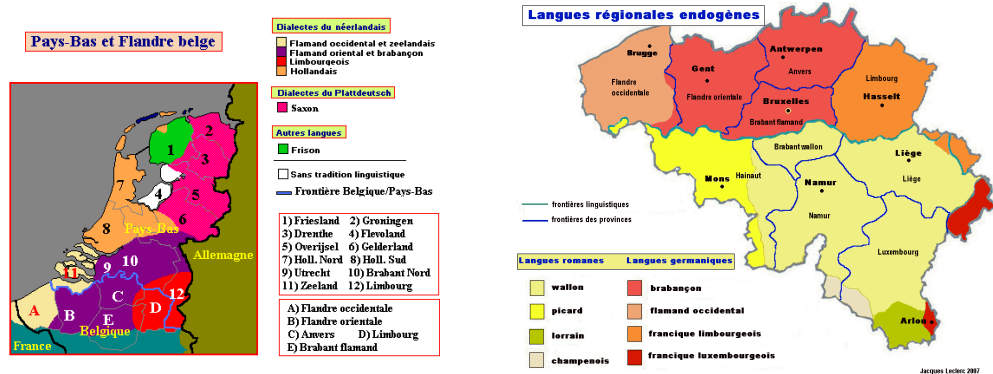 Pays-Bas et Flandre belge
Dialectes du néerlandais
Flamand occidental et zeelandais
Flamand oriental et brabançon
Limbourgeois
Hollandais
Dialectes du Plattdeutsch
Saxon
Autres langues
Frison
Sans tradition linguistique
Frontière Belgique/Pays-Bas
1) Friesland 2) Groningen
3) Drenthe 4) Flevoland
5) Overijsel 6) Gelderland
7) Holl. Nord 8) Holl. Sud
9) Utrecht 10) Brabant Nord
11) Zeeland 12) Limbourg
A) Flandre occidentale
B) Flandre orientale
C) Anvers D) Limbourg
E) Brabant flamand
1
2
3
4
5
6
7
8
Pays-Bas
Allemagne
9
10
11
12
A
B
C
D
E
Belgique
France
Langues régionales endogènes
Brugge
Flandre
occidentale
Gent
Flandre orientale
Antwerpen
Anvers
Bruxelles
Brabant flamand
Limbourg
Hasselt
Brabant wallon
Liège
Liège
Mons
Hainaut
Namur
Namur
Luxembourg
Arlon
frontières linguistiques
frontières des provinces
Langues romanes
wallon
picard
lorrain
champenois
Langues germaniques
brabançon
flamand occidental
francique limbourgeois
francique luxembourgeois
Jacques Leclerc 2007